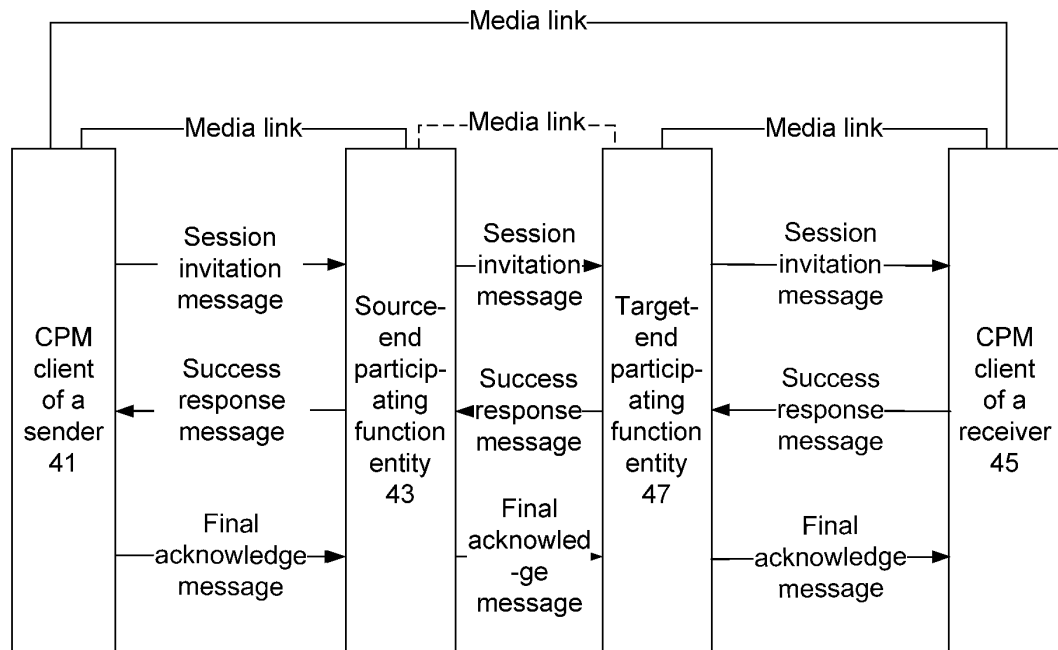 Media link
Media link
Media link
Media link
Session
invitation
message
Session
invitation
message
Session
invitation
message
CPM
client
of a
sender
41
Source-
end
particip-
ating
function
entity
43
Target-
end
particip-
ating
function
entity
47
CPM
client
of a
receiver
45
Success
response
message
Success
response
message
Success
response
message
Final
acknowledge
message
Final
acknowled
-ge
message
Final
acknowledge
message